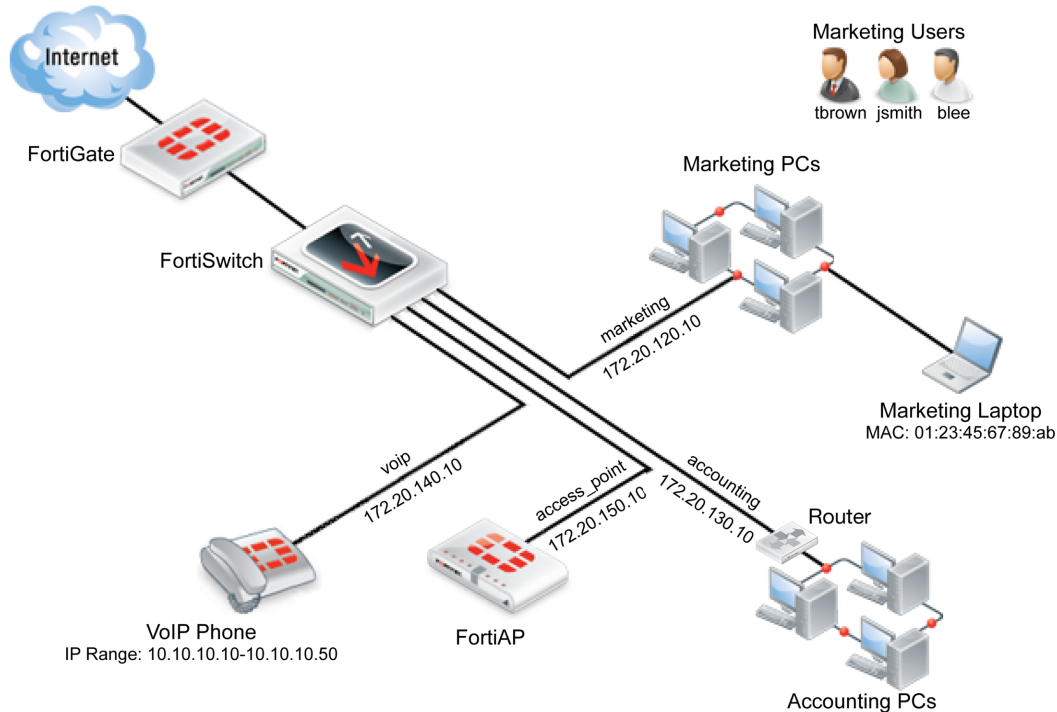 Internet
Marketing Users
tbrown jsmith blee
FortiGate
Marketing PCs
FortiSwitch
marketing
172.20.120.10
Marketing Laptop
MAC: 01:23:45:67:89:ab
voip
172.20.140.10
access_point
172.20.150.10
accounting
172.20.130.10
Router
VoIP Phone
IP Range: 10.10.10.10-10.10.10.50
FortiAP
Accounting PCs